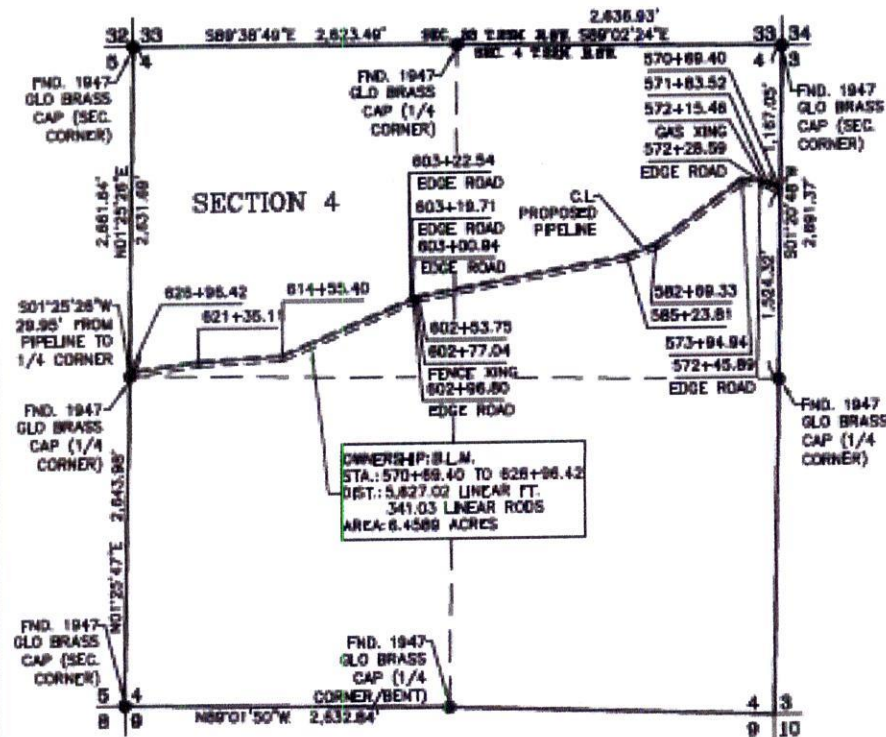 2,636.93'
32 33
S89°38'49"E 2,623.49'
SEC. 33
S89°02'24"E
33 34
5 4
SEC. 4
4 3
FND. 1947
GLO BRASS
CAP (SEC.
CORNER)
FND. 1947
GLO BRASS
CAP (1/4
CORNER)
570+69.40
571+83.52
572+15.46
GAS XING
572+28.59
EDGE ROAD
1,167.05'
FND. 1947
GLO BRASS
CAP (SEC.
CORNER)
2,661.64'
N01°25'26"E
2,631.69'
SECTION 4
603+22.54
EDGE ROAD
603+19.71
EDGE ROAD
603+00.94
EDGE ROAD
C.L.
PROPOSED
PIPELINE
S01°20'48"W
2,691.37'
1,524.32'
S01°25'26"W
29.95' FROM
PIPELINE TO
1/4 CORNER
626+96.42
621+35.11
614+55.40
582+69.33
585+23.81
602+53.75
602+77.04
FENCE XING
602+96.80
EDGE ROAD
573+94.94
572+45.89
EDGE ROAD
FND. 1947
GLO BRASS
CAP (1/4
CORNER)
FND. 1947
GLO BRASS
CAP (1/4
CORNER)
OWNERSHIP: B.L.M.
STA.: 570+69.40 TO 626+96.42
DIST.: 5,627.02 LINEAR FT.
341.03 LINEAR RODS
AREA: 6.4589 ACRES
N01°25'47"E 2,643.98'
FND. 1947
GLO BRASS
CAP (SEC.
CORNER)
FND. 1947
GLO BRASS
CAP (1/4
CORNER/BENT)
5 4
8 9
N89°01'50"W 2,632.84'
4 3
9 10